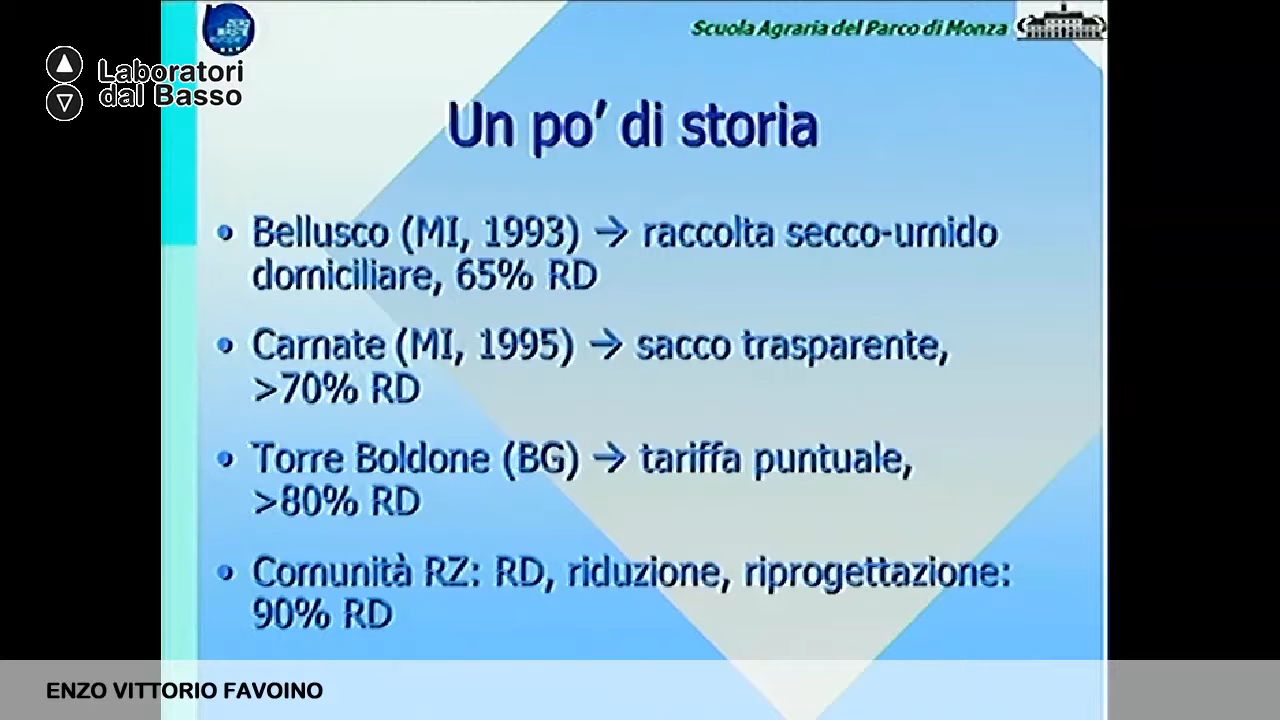 Scuola Agraria del Parco di Monza
Laboratori
dal Basso
Un po' di storia
• Bellusco (MI, 1993) → raccolta secco-umido
domiciliare, 65% RD
• Carnate (MI, 1995) → sacco trasparente,
>70% RD
• Torre Boldone (BG) → tariffa puntuale,
>80% RD
• Comunità RZ: RD, riduzione, riprogettazione:
90% RD
ENZO VITTORIO FAVOINO